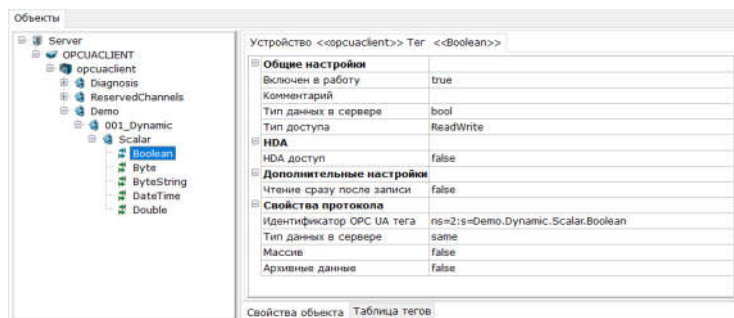 Объекты
Server
OPCUACLIENT
opcuaclient
Diagnosis
ReservedChannels
Demo
001_Dynamic
Scalar
Boolean
Byte
ByteString
DateTime
Double
Устройство <<opcuaclient>> Тег <<Boolean>>
Общие настройки
Включен в работу true
Комментарий
Тип данных в сервере bool
Тип доступа ReadWrite
HDA
HDA доступ false
Дополнительные настройки
Чтение сразу после записи false
Свойства протокола
Идентификатор OPC UA тега ns=2:s=Demo.Dynamic.Scalar.Boolean
Тип данных в сервере same
Массив false
Архивные данные false
Свойства объекта Таблица тегов